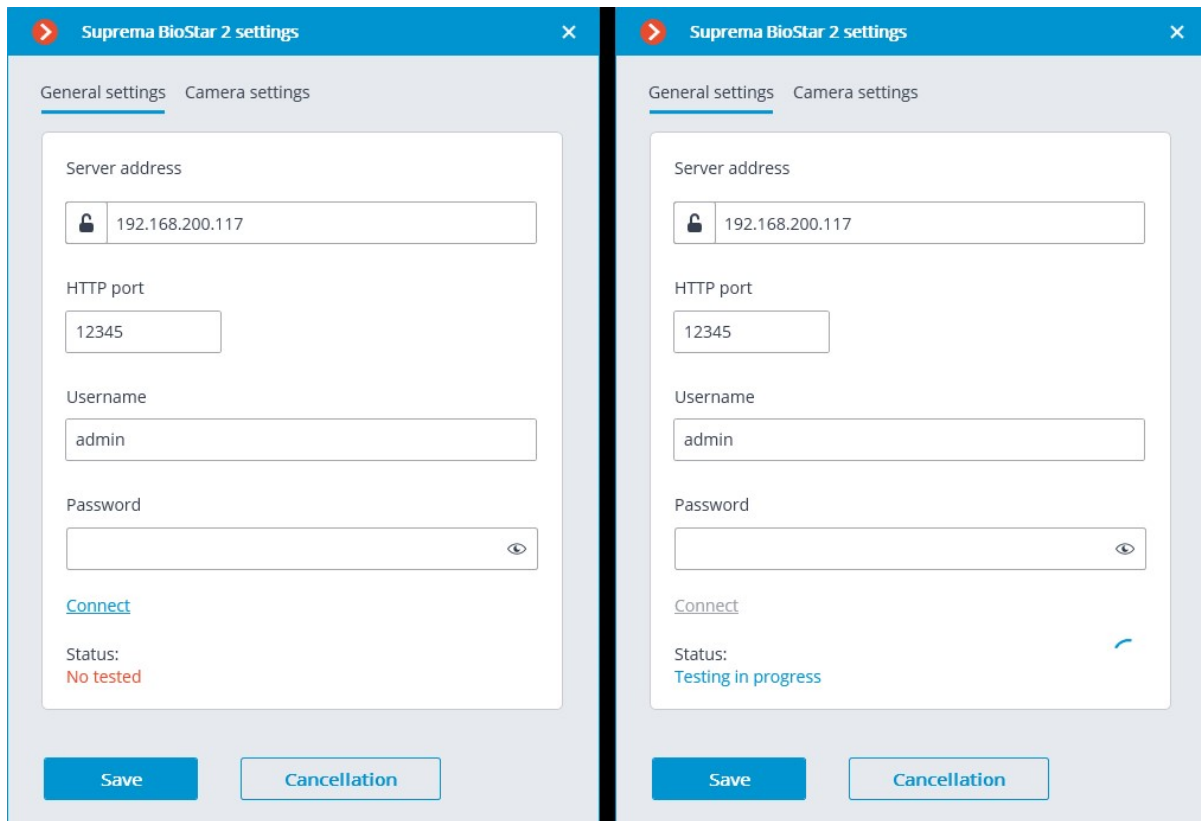 Suprema BioStar 2 settings
General settings Camera settings
Server address
192.168.200.117
HTTP port
12345
Username
admin
Password
Connect
Status:
No tested
Save Cancellation
Suprema BioStar 2 settings
General settings Camera settings
Server address
192.168.200.117
HTTP port
12345
Username
admin
Password
Connect
Status:
Testing in progress
Save Cancellation